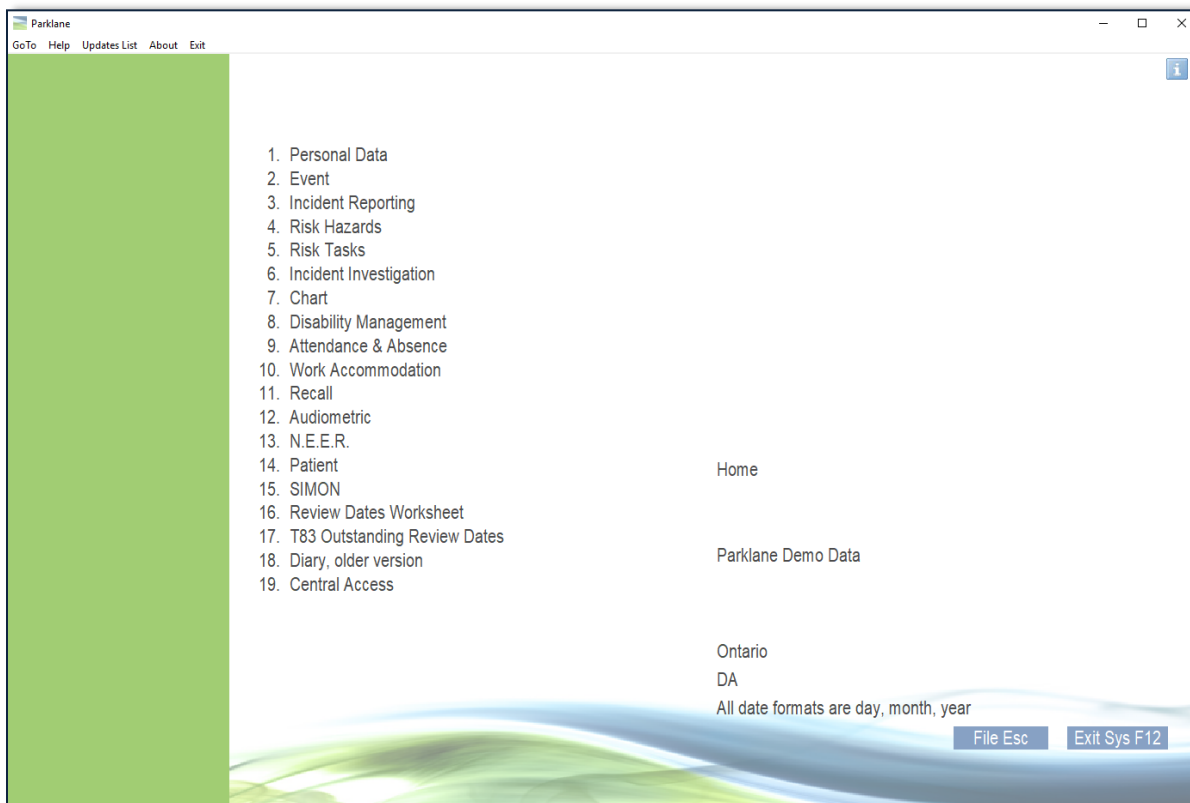 Parklane
GoTo Help Updates List About Exit
i
1. Personal Data
2. Event
3. Incident Reporting
4. Risk Hazards
5. Risk Tasks
6. Incident Investigation
7. Chart
8. Disability Management
9. Attendance & Absence
10. Work Accommodation
11. Recall
12. Audiometric
13. N.E.E.R.
14. Patient
15. SIMON
16. Review Dates Worksheet
17. T83 Outstanding Review Dates
18. Diary, older version
19. Central Access
Home
Parklane Demo Data
Ontario
DA
All date formats are day, month, year
File Esc Exit Sys F12